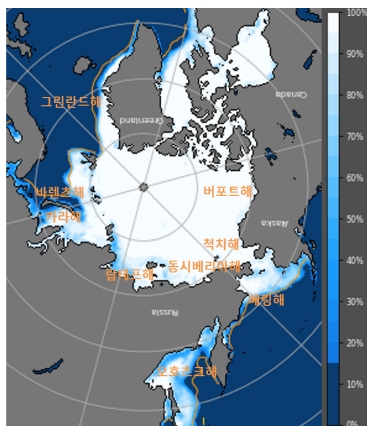 100%
90%
80%
70%
60%
50%
40%
30%
20%
10%
0%
Canada
그린란드해
Greenland
바렌츠해
버포트해
카라해
Alaska
척치해
동시베리아해
랍테프해
베링해
Russia
오호츠크해